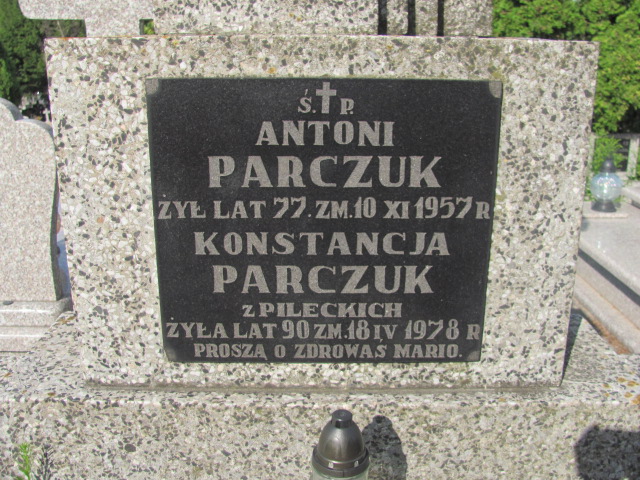 Ś.†P.
ANTONI
PARCZUK
ŻYŁ LAT 77. ZM.10 XI 1957 R
KONSTANCJA
PARCZUK
Z PILECKICH
ŻYŁA LAT 90 ZM.18 IV 1978 R
PROSZĄ O ZDROWAŚ MARIO.